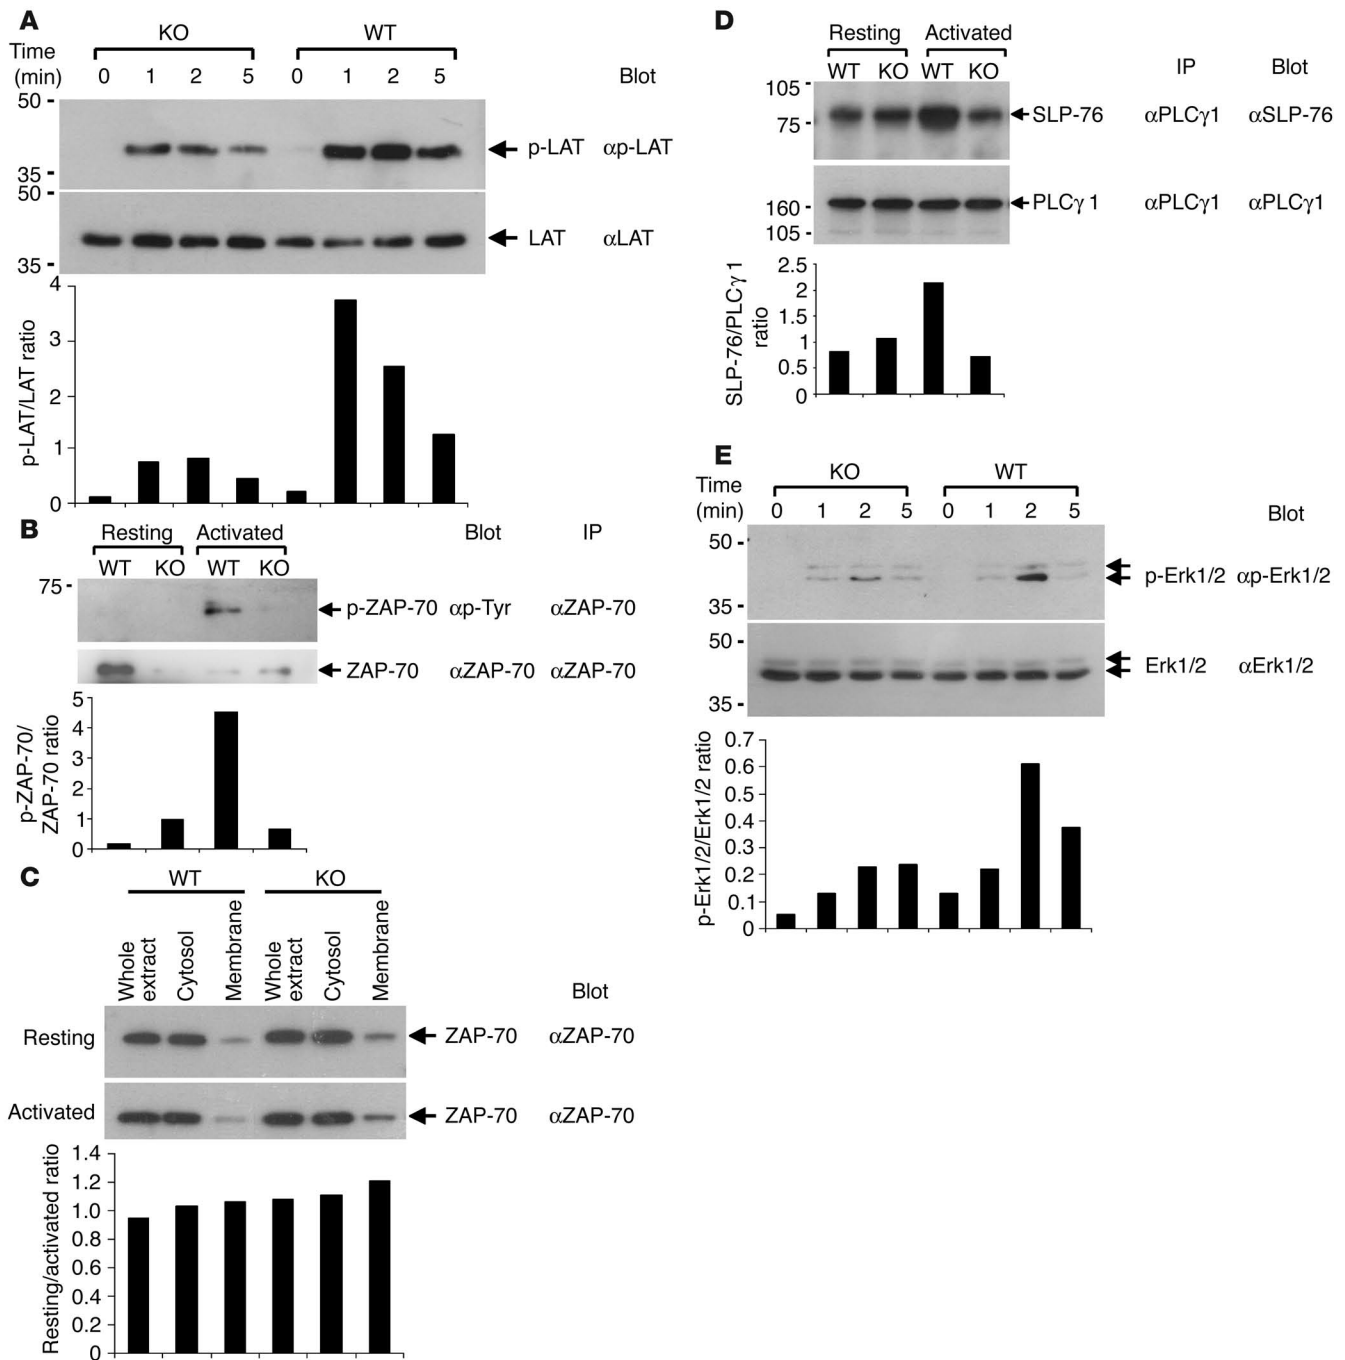 A
KO WT
Time
(min) 0 1 2 5 0 1 2 5 Blot
50
p-LAT αp-LAT
35
50
LAT αLAT
35
4
3
2
1
0
p-LAT/LAT ratio
B
Resting Activated Blot IP
WT KO WT KO
75
p-ZAP-70 αp-Tyr αZAP-70
ZAP-70 αZAP-70 αZAP-70
5
4
3
2
1
0
p-ZAP-70/
ZAP-70 ratio
C
WT KO
Whole
extract
Cytosol
Membrane
Whole
extract
Cytosol
Membrane
Blot
Resting ZAP-70 αZAP-70
Activated ZAP-70 αZAP-70
1.4
1.2
1.0
0.8
0.6
0.4
0.2
0
Resting/activated ratio
D
Resting Activated
WT KO WT KO IP Blot
105
SLP-76 αPLCγ1 αSLP-76
75
PLCγ 1 αPLCγ1 αPLCγ1
160
105
2.5
2
1.5
1
0.5
0
SLP-76/PLCγ 1
ratio
E
KO WT
Time
(min) 0 1 2 5 0 1 2 5 Blot
50
p-Erk1/2 αp-Erk1/2
35
50
Erk1/2 αErk1/2
35
0.7
0.6
0.5
0.4
0.3
0.2
0.1
0
p-Erk1/2/Erk1/2 ratio